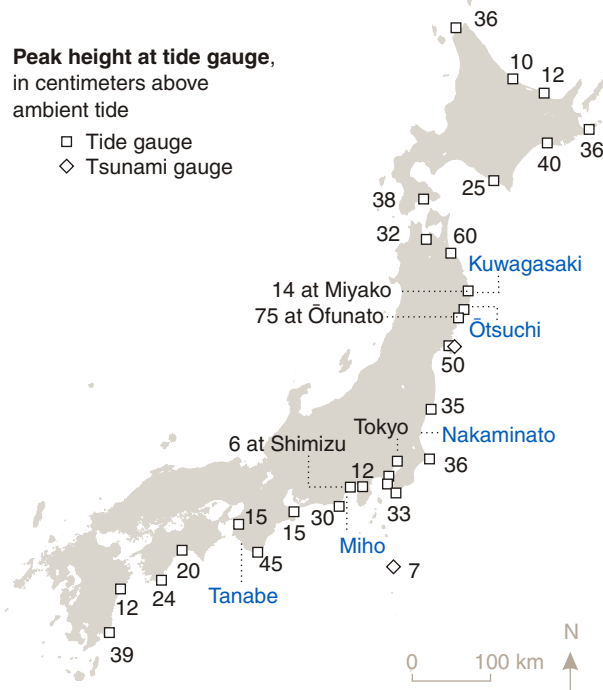 36
Peak height at tide gauge,
in centimeters above
ambient tide
Tide gauge
Tsunami gauge
10
12
36
40
25
38
32
60
Kuwagasaki
14 at Miyako
75 at Ōfunato
Ōtsuchi
50
35
Tokyo
Nakaminato
6 at Shimizu
36
12
33
30
15
15
Miho
45
20
7
24
Tanabe
12
39
N
0 100 km